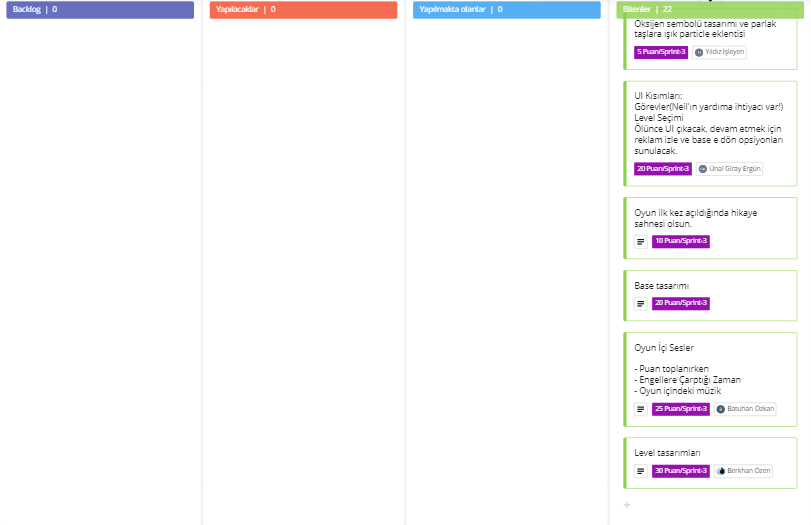 Backlog | 0
Yapılacaklar | 0
Yapılmakta olanlar | 0
Bitenler | 22
Oksijen sembolü tasarımı ve parlak
taşlara ışık particle eklentisi
5 Puan/Sprint-3
Yıldız İşleyen
UI Kısımları:
Görevler(Neil'ın yardıma ihtiyacı var!)
Level Seçimi
Ölünce UI çıkacak, devam etmek için
reklam izle ve base e dön opsiyonları
sunulacak.
20 Puan/Sprint-3
Ünal Giray Ergün
Oyun ilk kez açıldığında hikaye
sahnesi olsun.
10 Puan/Sprint-3
Base tasarımı
20 Puan/Sprint-3
Oyun İçi Sesler
- Puan toplanırken
- Engellere Çarptığı Zaman
- Oyun içindeki müzik
25 Puan/Sprint-3
Batuhan Özkan
Level tasarımları
30 Puan/Sprint-3
Berkhan Özen
+